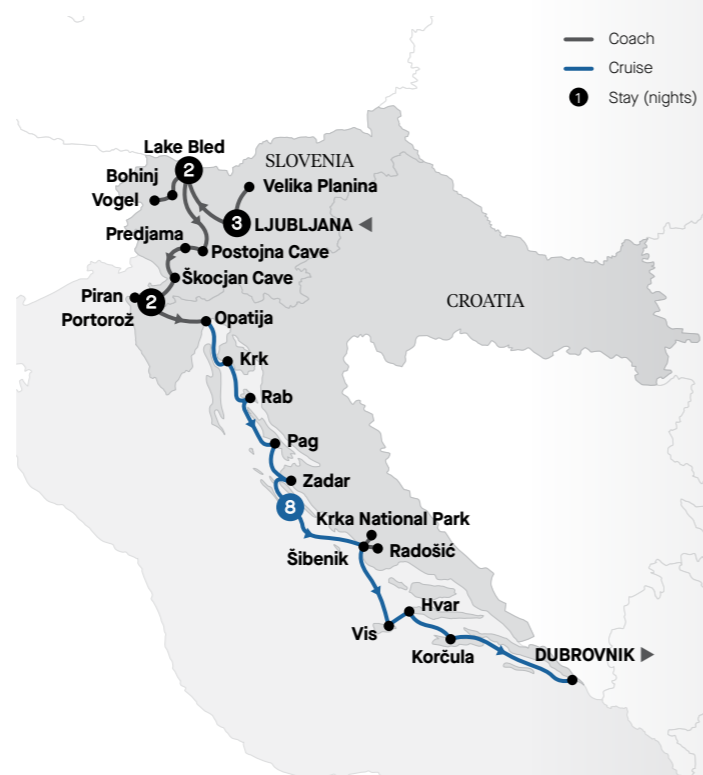 Coach
Cruise
1 Stay (nights)
Lake Bled
2
SLOVENIA
Bohinj
Velika Planina
Vogel
3
LJUBLJANA
Predjama
Postojna Cave
Škocjan Cave
Piran
2
Portorož
CROATIA
Opatija
Krk
Rab
Pag
Zadar
8
Krka National Park
Šibenik
Radošić
Hvar
Vis
Korčula
DUBROVNIK